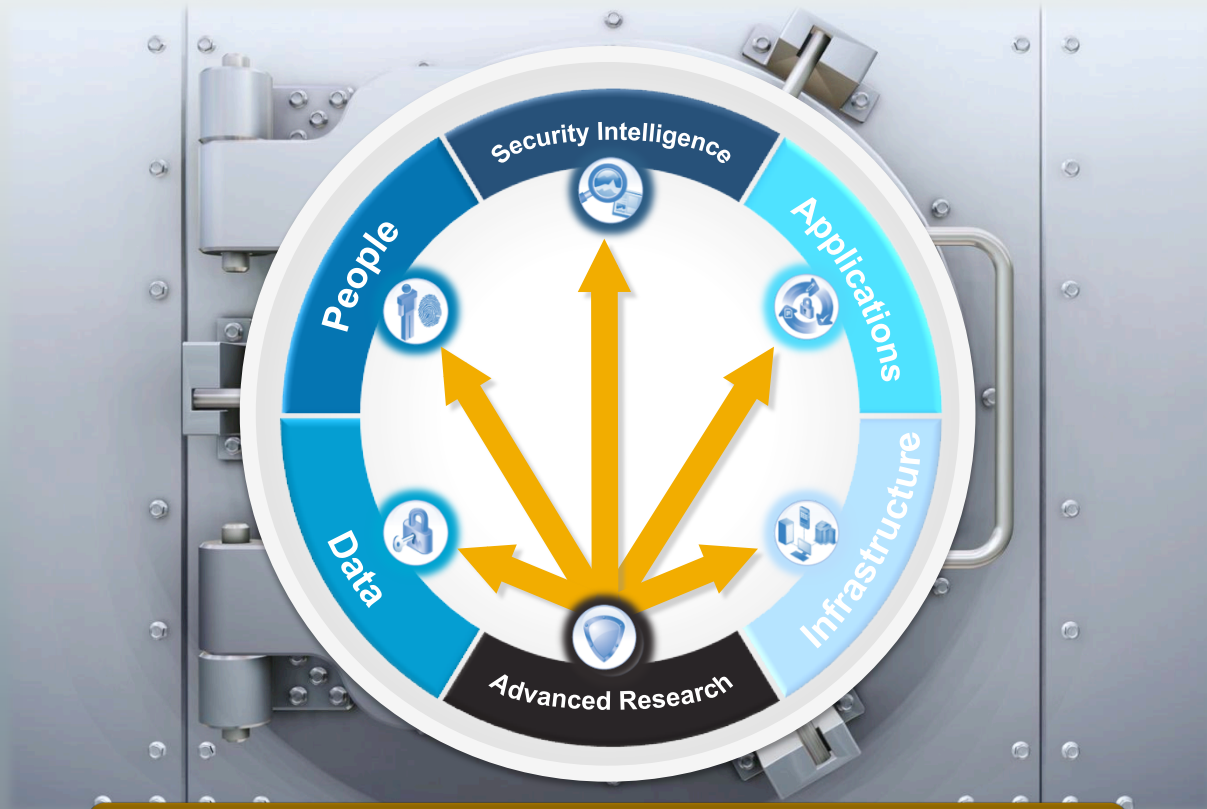 Security Intelligence
People
Applications
Data
Infrastructure
Advanced Research